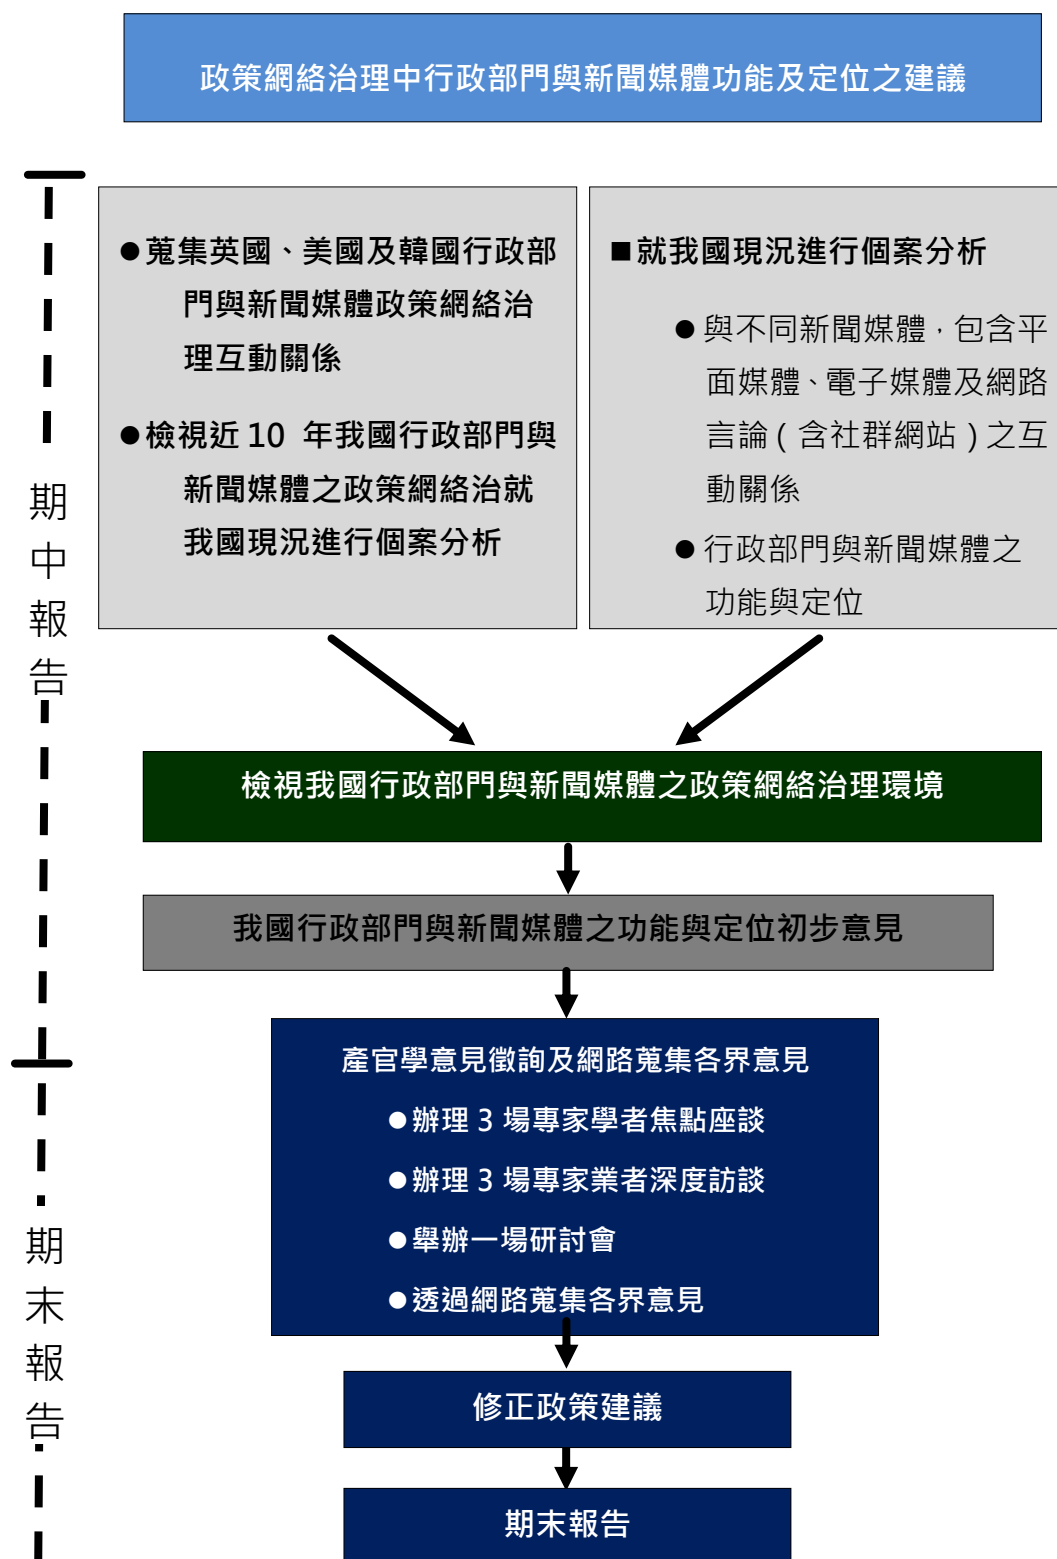 政策網絡治理中行政部門與新聞媒體功能及定位之建議
期中報告
●蒐集英國、美國及韓國行政部
門與新聞媒體政策網絡治
理互動關係
●檢視近 10 年我國行政部門與
新聞媒體之政策網絡治就
我國現況進行個案分析
■就我國現況進行個案分析
●與不同新聞媒體，包含平
面媒體、電子媒體及網路
言論(含社群網站)之互
動關係
●行政部門與新聞媒體之
功能與定位
檢視我國行政部門與新聞媒體之政策網絡治理環境
我國行政部門與新聞媒體之功能與定位初步意見
期末報告
產官學意見徵詢及網路蒐集各界意見
●辦理 3 場專家學者焦點座談
●辦理 3 場專家業者深度訪談
●舉辦一場研討會
●透過網路蒐集各界意見
修正政策建議
期末報告